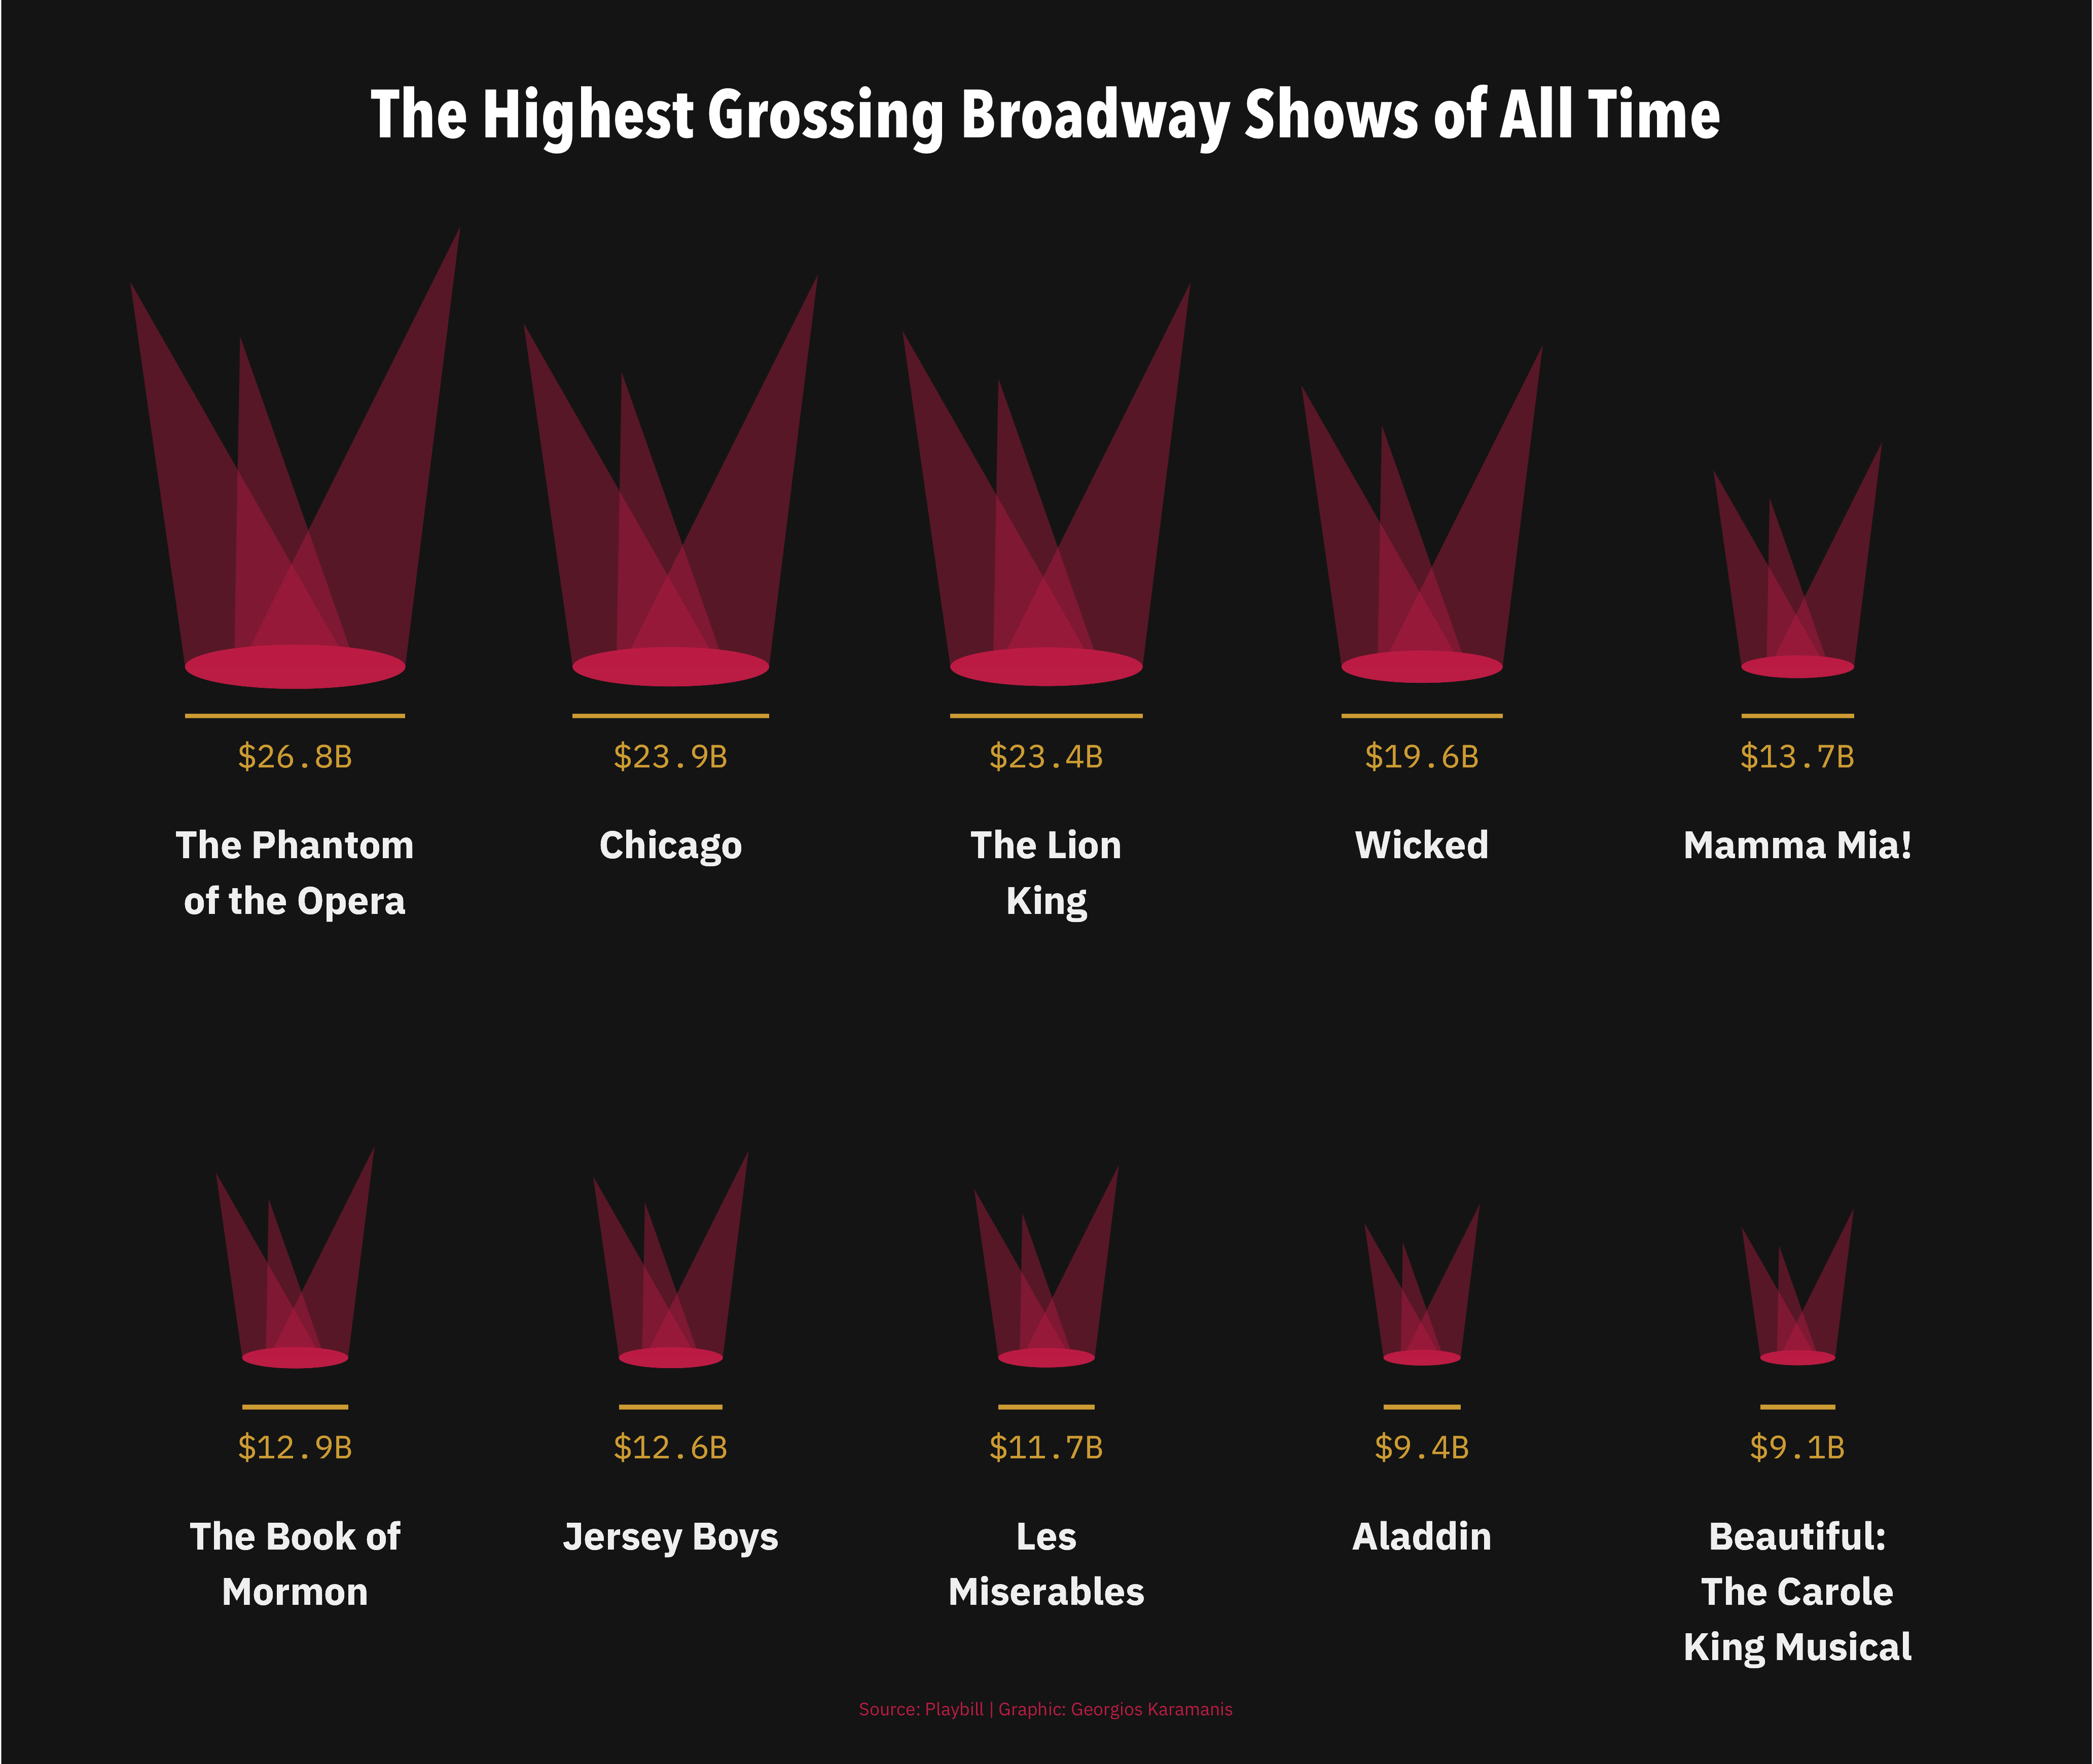 The Highest Grossing Broadway Shows of All Time
$26.8B
The Phantom
of the Opera
$23.9B
Chicago
$23.4B
The Lion
King
$19.6B
Wicked
$13.7B
Mamma Mia!
$12.9B
The Book of
Mormon
$12.6B
Jersey Boys
$11.7B
Les
Miserables
$9.4B
Aladdin
$9.1B
Beautiful:
The Carole
King Musical
Source: Playbill | Graphic: Georgios Karamanis